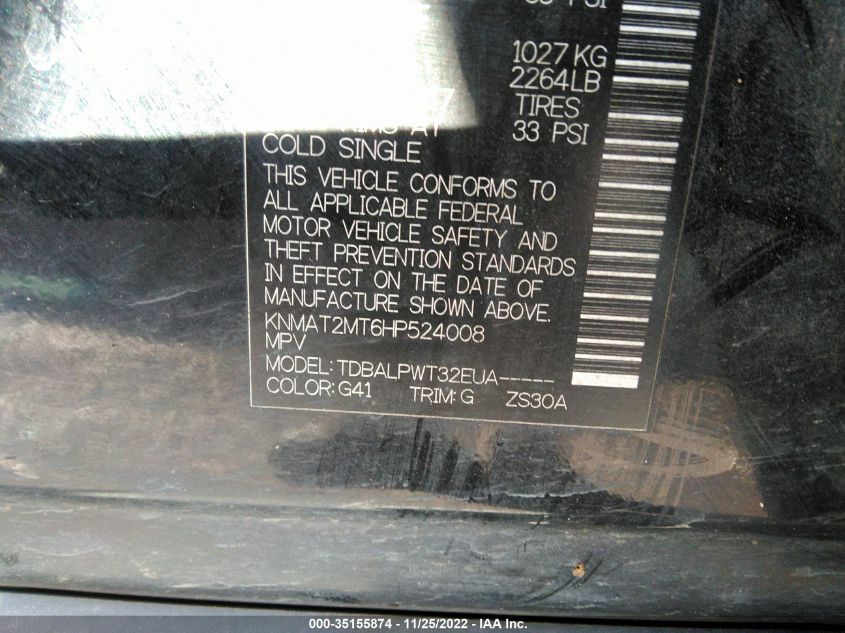 1027 KG
2264LB
TIRES
33 PSI
COLD SINGLE
THIS VEHICLE CONFORMS TO
ALL APPLICABLE FEDERAL
MOTOR VEHICLE SAFETY AND
THEFT PREVENTION STANDARDS
IN EFFECT ON THE DATE OF
MANUFACTURE SHOWN ABOVE.
KNMAT2MT6HP524008
MPV
MODEL: TDBALPWT32EUA-----
COLOR: G41 TRIM: G ZS30A
000-35155874 - 11/25/2022 - IAA Inc.